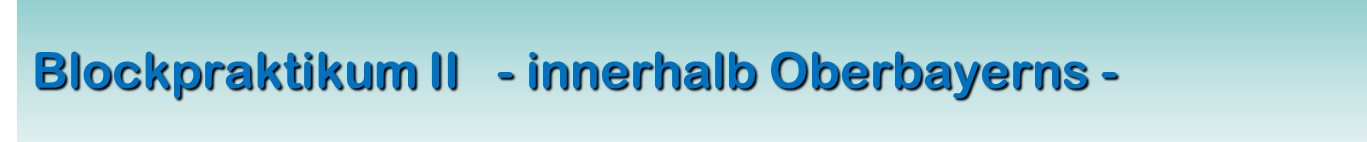 Blockpraktikum II - innerhalb Oberbayerns -